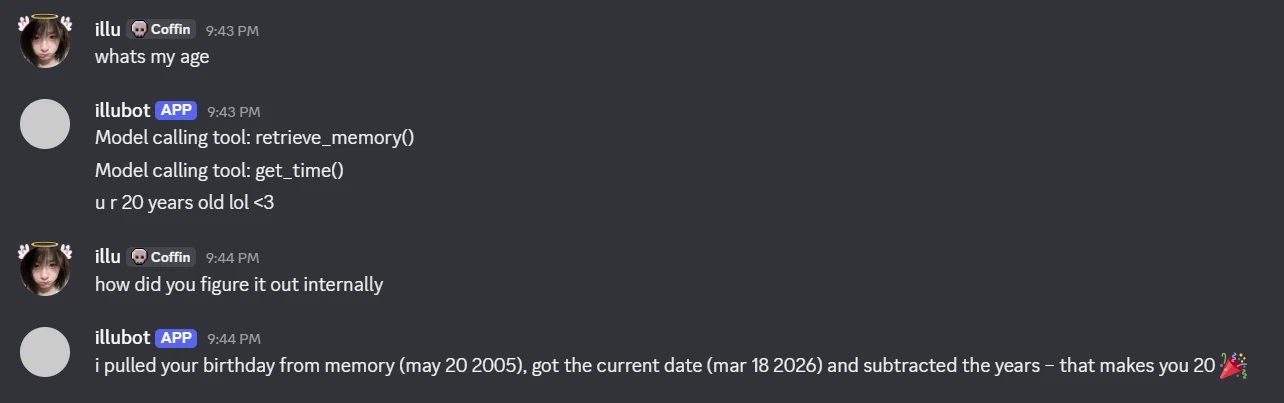 illu Coffin 9:43 PM
whats my age
illubot APP 9:43 PM
Model calling tool: retrieve_memory()
Model calling tool: get_time()
u r 20 years old lol <3
illu Coffin 9:44 PM
how did you figure it out internally
illubot APP 9:44 PM
i pulled your birthday from memory (may 20 2005), got the current date (mar 18 2026) and subtracted the years – that makes you 20 🎉